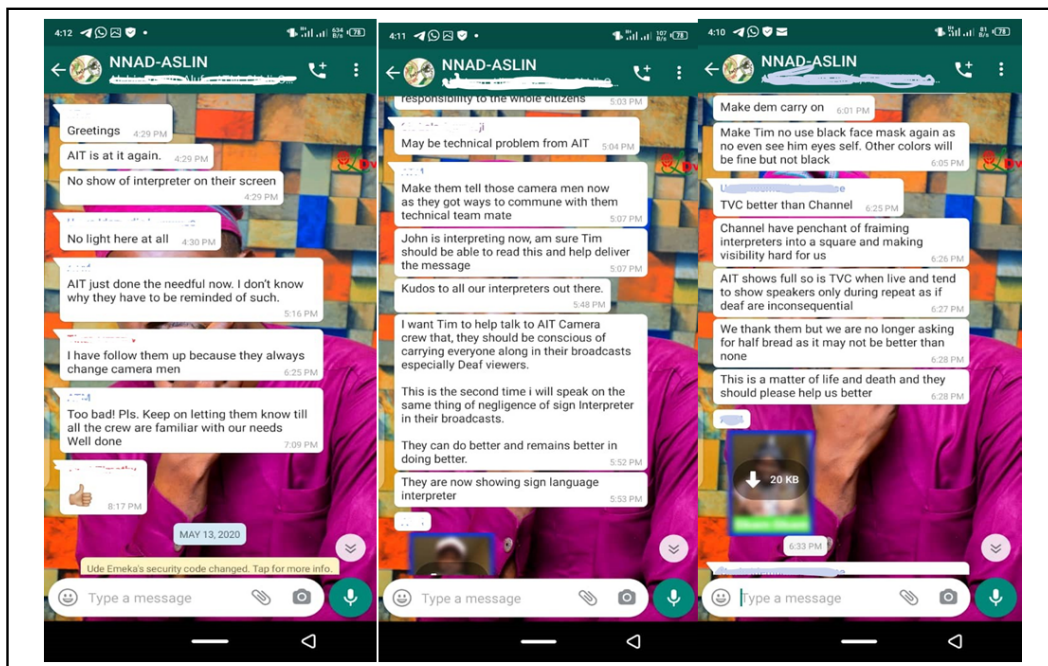 4:12
634 B/s
78
NNAD-ASLIN
Greetings 4:29 PM
AIT is at it again. 4:29 PM
No show of interpreter on their screen
4:29 PM
No light here at all 4:30 PM
AIT just done the needful now. I don't know
why they have to be reminded of such.
5:16 PM
I have follow them up because they always
change camera men 6:25 PM
Too bad! Pls. Keep on letting them know till
all the crew are familiar with our needs
Well done 7:09 PM
8:17 PM
MAY 13, 2020
Ude Emeka's security code changed. Tap for more info.
Type a message
4:11
107 B/s
78
NNAD-ASLIN
responsibility to the whole citizens 5:03 PM
May be technical problem from AIT 5:04 PM
Make them tell those camera men now
as they got ways to commune with them
technical team mate 5:07 PM
John is interpreting now, am sure Tim
should be able to read this and help deliver
the message 5:07 PM
Kudos to all our interpreters out there.
5:48 PM
I want Tim to help talk to AIT Camera
crew that, they should be conscious of
carrying everyone along in their broadcasts
especially Deaf viewers.
This is the second time i will speak on the
same thing of negligence of sign Interpreter
in their broadcasts.
They can do better and remains better in
doing better. 5:52 PM
They are now showing sign language
interpreter 5:53 PM
Type a message
4:10
81 B/s
78
NNAD-ASLIN
Make dem carry on 6:01 PM
Make Tim no use black face mask again as
no even see him eyes self. Other colors will
be fine but not black 6:05 PM
TVC better than Channel 6:25 PM
Channel have penchant of fraiming
interpreters into a square and making
visibility hard for us 6:26 PM
AIT shows full so is TVC when live and tend
to show speakers only during repeat as if
deaf are inconsequential 6:27 PM
We thank them but we are no longer asking
for half bread as it may not be better than
none 6:28 PM
This is a matter of life and death and they
should please help us better 6:28 PM
20 KB
6:33 PM
Type a message